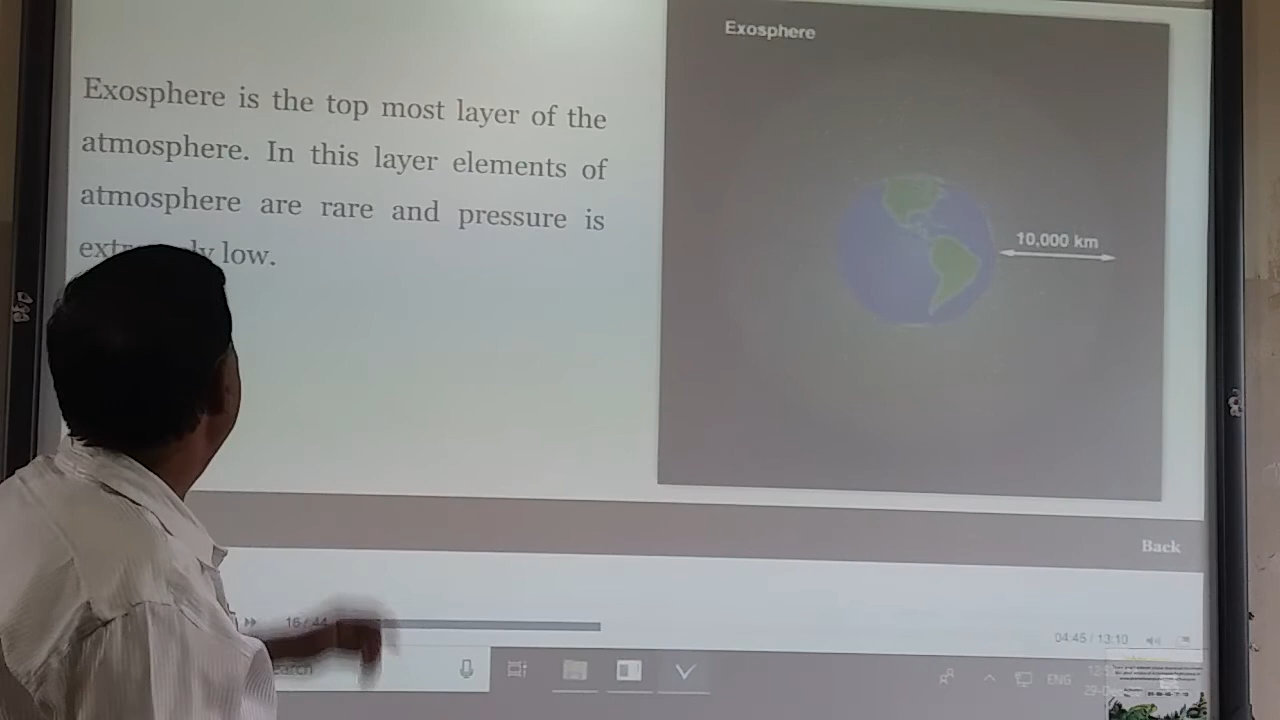 Exosphere
Exosphere is the top most layer of the
atmosphere. In this layer elements of
atmosphere are rare and pressure is
low.
10,000 km
Back
16 / 44
04:45 / 13:10
ENG